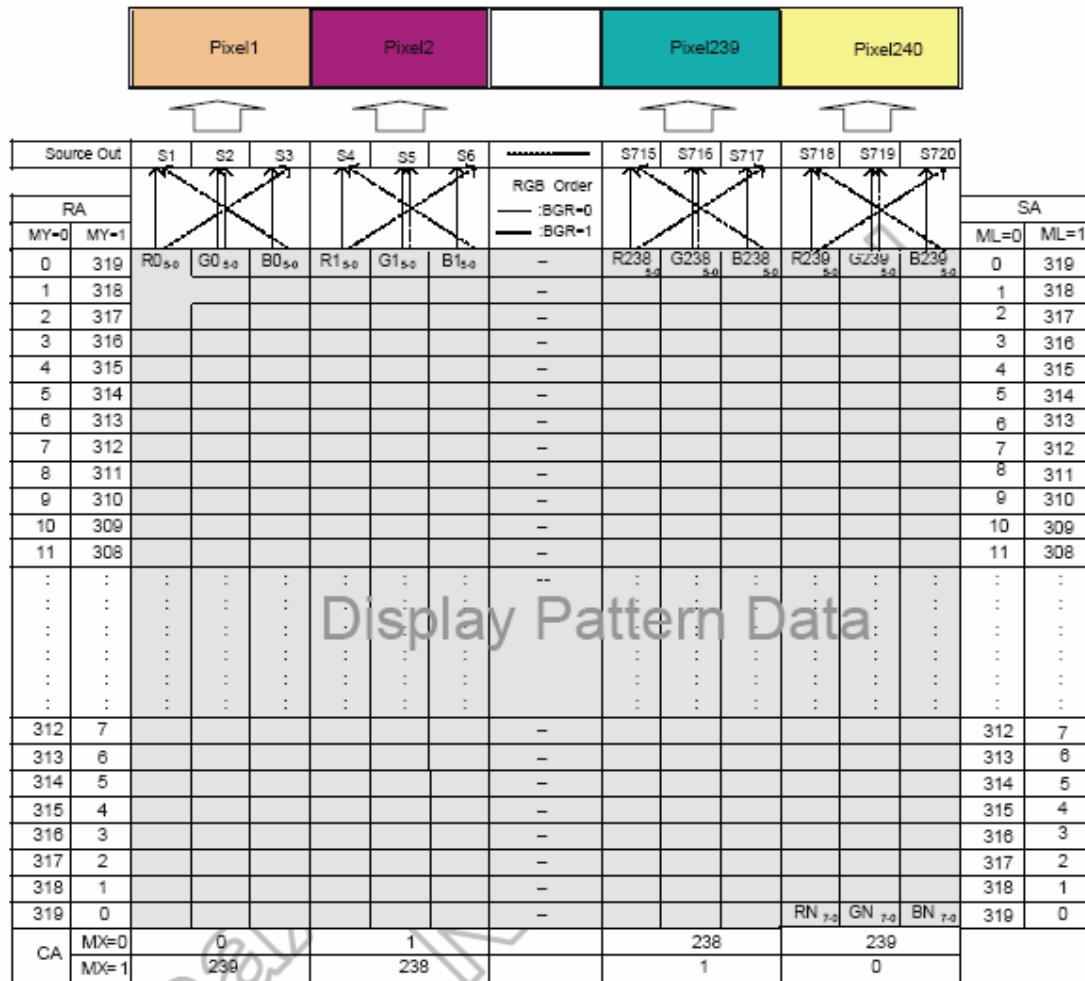 Pixel1 Pixel2 Pixel239 Pixel240
Source Out S1 S2 S3 S4 S5 S6 S715 S716 S717 S718 S719 S720
RGB Order
RA :BGR=0 SA
MY=0 MY=1 :BGR=1 ML=0 ML=1
0 319 R0 5-0 G0 5-0 B0 5-0 R1 5-0 G1 5-0 B1 5-0 – R238 5-0 G238 5-0 B238 5-0 R239 5-0 G239 5-0 B239 5-0 0 319
1 318 – 1 318
2 317 – 2 317
3 316 – 3 316
4 315 – 4 315
5 314 – 5 314
6 313 – 6 313
7 312 – 7 312
8 311 – 8 311
9 310 – 9 310
10 309 – 10 309
11 308 – 11 308
: : : : : : : : -- : : : : : : : :
: : : : : : : : : : : : : : : :
Display Pattern Data
: : : : : : : : : : : : : : : :
: : : : : : : : : : : : : : : :
: : : : : : : : : : : : : : : :
312 7 – 312 7
313 6 – 313 6
314 5 – 314 5
315 4 – 315 4
316 3 – 316 3
317 2 – 317 2
318 1 – 318 1
319 0 – RN 7-0 GN 7-0 BN 7-0 319 0
CA MX=0 0 1 238 239
MX=1 239 238 1 0